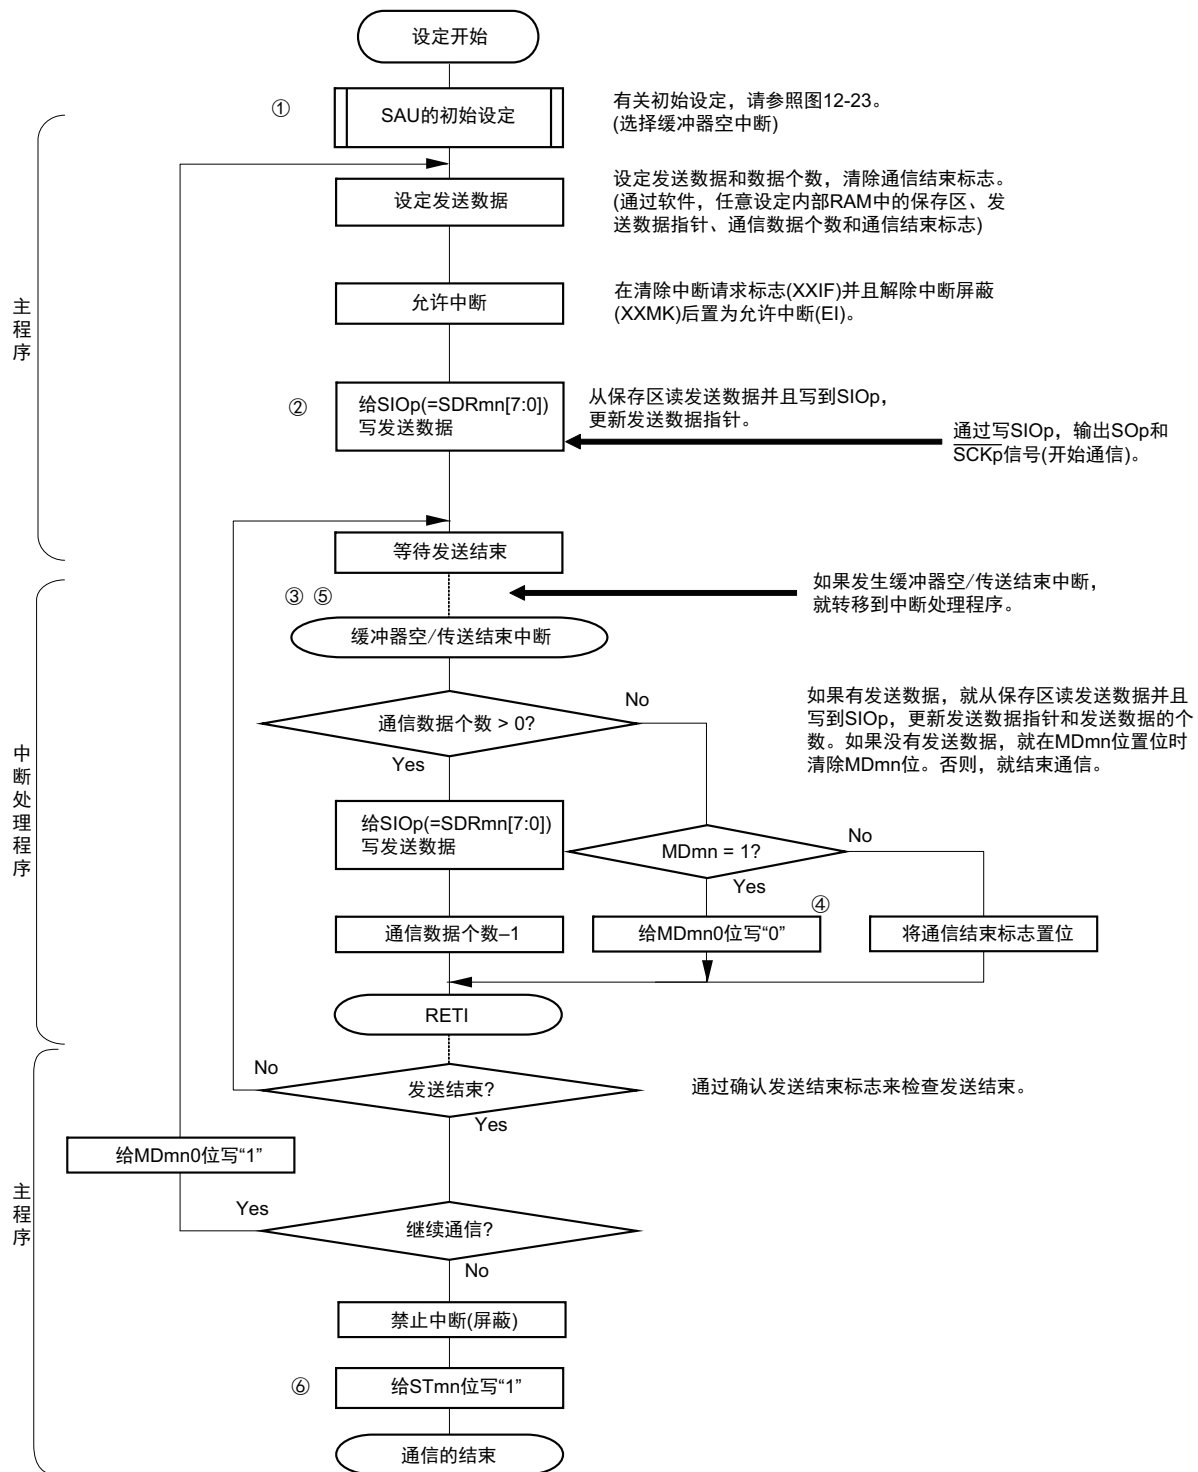 设定开始
①
SAU的初始设定
有关初始设定，请参照图12-23。
(选择缓冲器空中断)
设定发送数据
设定发送数据和数据个数，清除通信结束标志。
(通过软件，任意设定内部RAM中的保存区、发
送数据指针、通信数据个数和通信结束标志)
主程序
允许中断
在清除中断请求标志(XXIF)并且解除中断屏蔽
(XXMK)后置为允许中断(EI)。
②
给SIOp(=SDRmn[7:0])
写发送数据
从保存区读发送数据并且写到SIOp，
更新发送数据指针。
通过写SIOp，输出SOp和
SCKp信号(开始通信)。
等待发送结束
③ ⑤
如果发生缓冲器空/传送结束中断，
就转移到中断处理程序。
缓冲器空/传送结束中断
通信数据个数 > 0?
No
Yes
如果有发送数据，就从保存区读发送数据并且
写到SIOp，更新发送数据指针和发送数据的个
数。如果没有发送数据，就在MDmn位置位时
清除MDmn位。否则，就结束通信。
中断处理程序
给SIOp(=SDRmn[7:0])
写发送数据
MDmn = 1?
No
Yes
④
通信数据个数–1
给MDmn0位写“0”
将通信结束标志置位
RETI
No
发送结束?
通过确认发送结束标志来检查发送结束。
Yes
给MDmn0位写“1”
主程序
Yes
继续通信?
No
禁止中断(屏蔽)
⑥
给STmn位写“1”
通信的结束